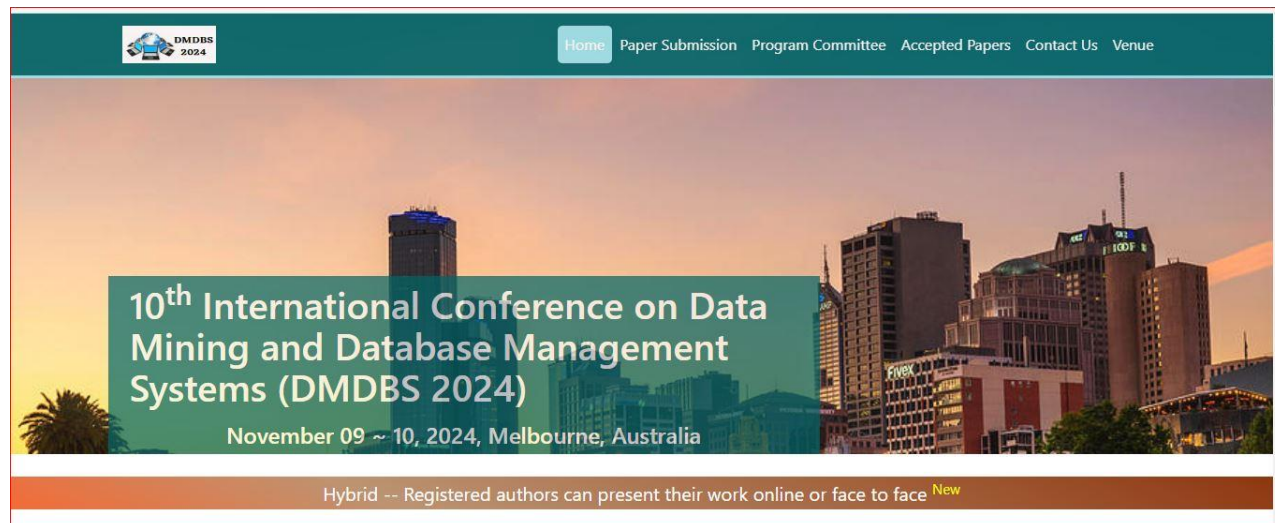 DMDBS
2024
Home Paper Submission Program Committee Accepted Papers Contact Us Venue
10th International Conference on Data
Mining and Database Management
Systems (DMDBS 2024)
November 09 ~ 10, 2024, Melbourne, Australia
Fivex
Hybrid -- Registered authors can present their work online or face to face New